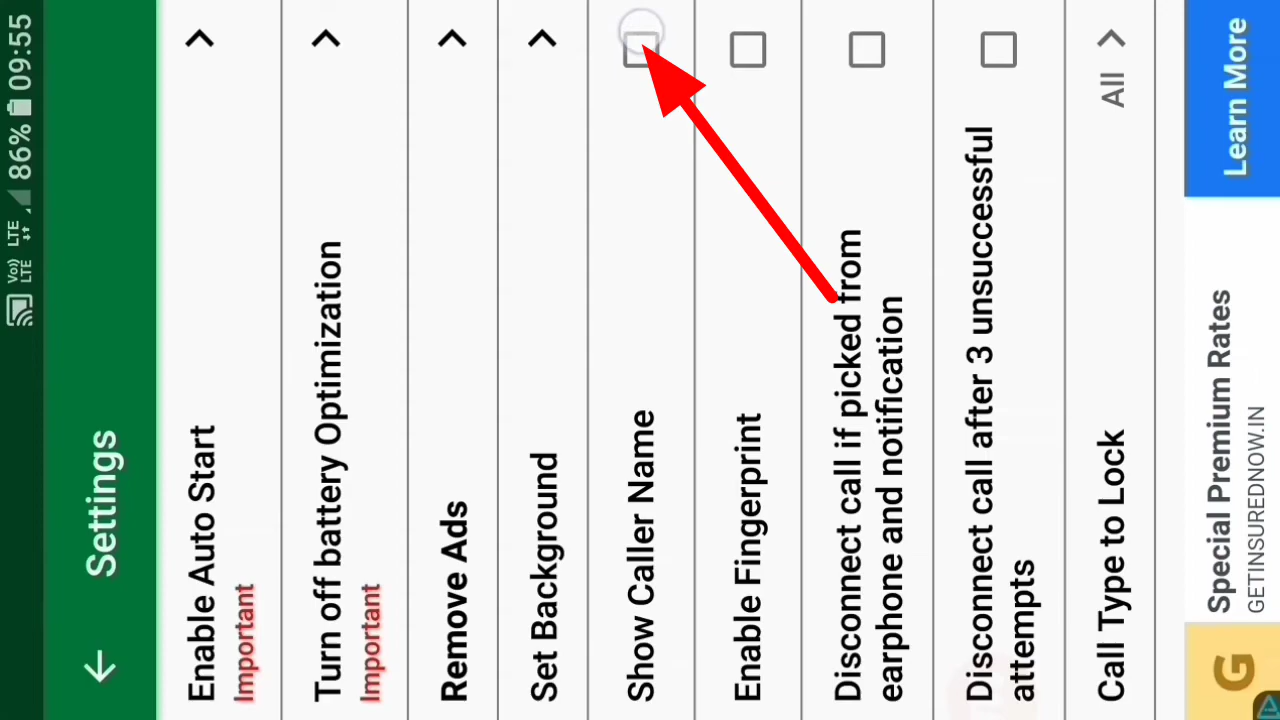 Vo)) LTE LTE 86% 09:55
Settings
Enable Auto Start
Important
Turn off battery Optimization
Important
Remove Ads
Set Background
Show Caller Name
Enable Fingerprint
Disconnect call if picked from
earphone and notification
Disconnect call after 3 unsuccessful
attempts
Call Type to Lock
All
G
Special Premium Rates
GETINSUREDNOW.IN
Learn More